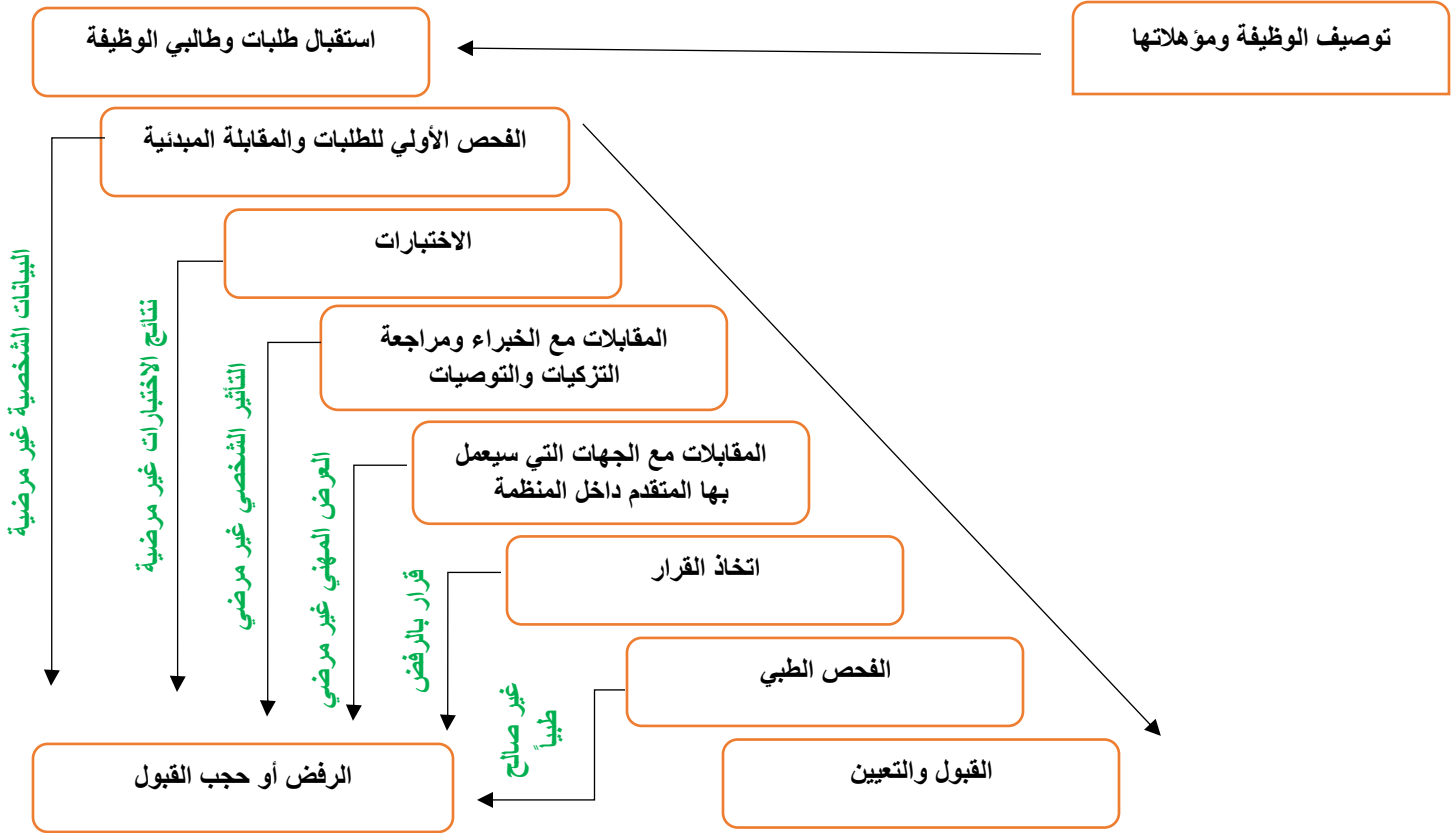 توصيف الوظيفة ومؤهلاتها
استقبال طلبات وطالبي الوظيفة
الفحص الأولي للطلبات والمقابلة المبدئية
الاختبارات
المقابلات مع الخبراء ومراجعة
التزكيات والتوصيات
المقابلات مع الجهات التي سيعمل
بها المتقدم داخل المنظمة
اتخاذ القرار
الفحص الطبي
القبول والتعيين
الرفض أو حجب القبول
البيانات الشخصية غير مرضية
نتائج الاختبارات غير مرضية
التأثير الشخصي غير مرضي
العرض المهني غير مرضي
قرار بالرفض
غير صالح
طبياً